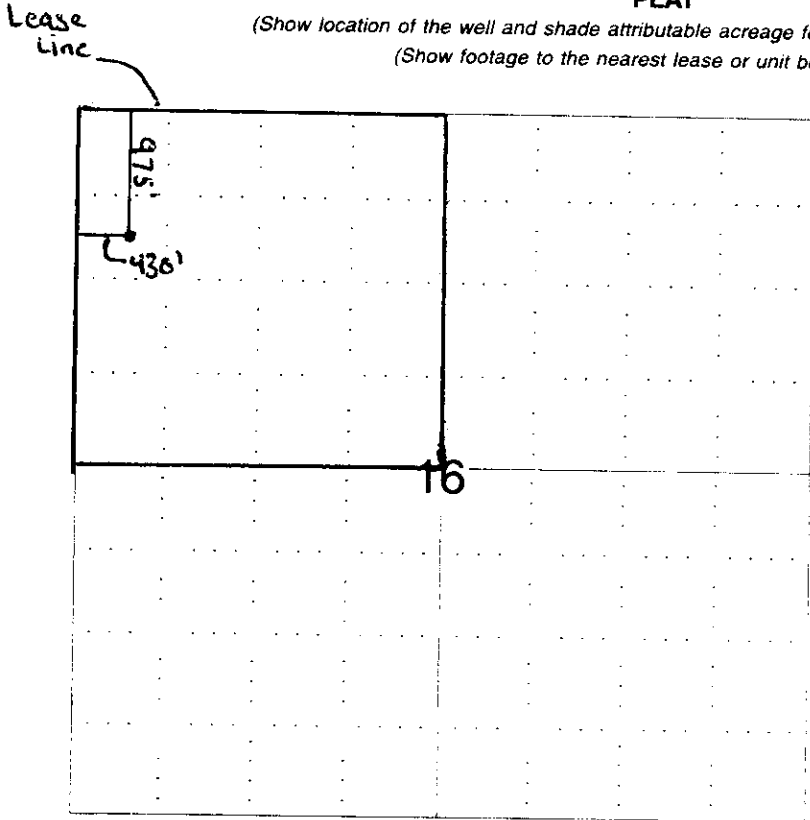 PLAT
Lease
Line
(Show location of the well and shade attributable acreage
(Show footage to the nearest lease or unit
975'
430'
16